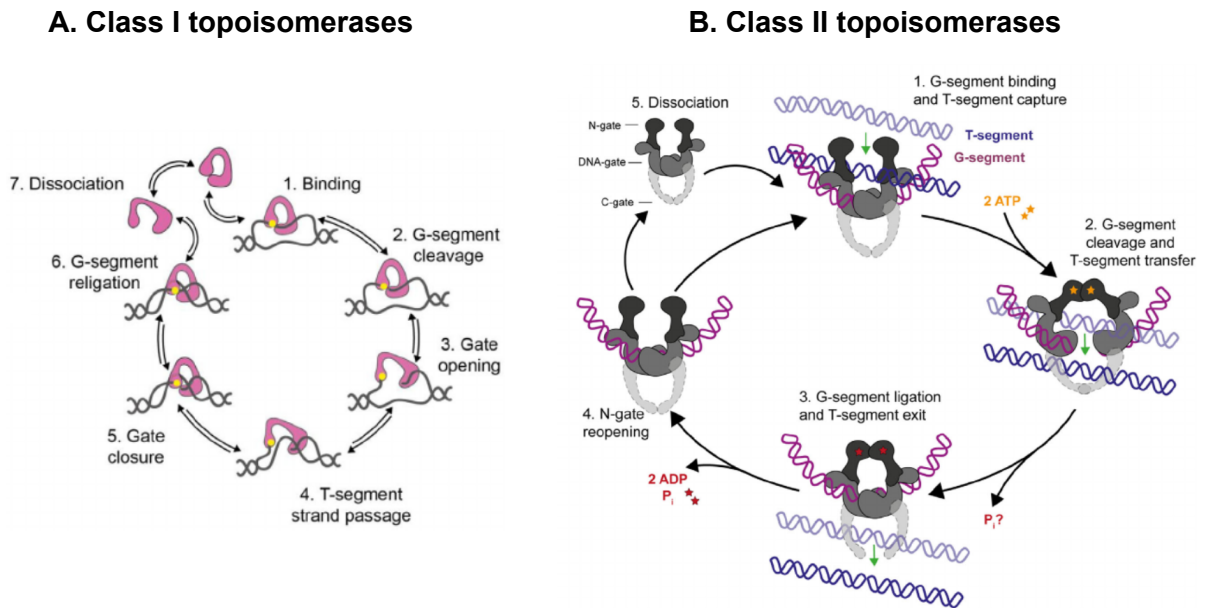 A. Class I topoisomerases
7. Dissociation
1. Binding
2. G-segment
cleavage
3. Gate
opening
4. T-segment
strand passage
5. Gate
closure
6. G-segment
religation
B. Class II topoisomerases
5. Dissociation
N-gate
DNA-gate
C-gate
1. G-segment binding
and T-segment capture
T-segment
G-segment
2 ATP
2. G-segment
cleavage and
T-segment transfer
Pi?
3. G-segment ligation
and T-segment exit
2 ADP
Pi
4. N-gate
reopening